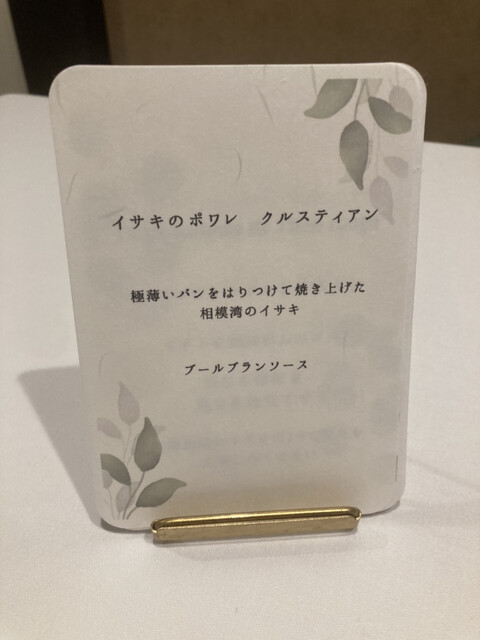 イサキのポワレ　クルスティアン
極薄いパンをはりつけて焼き上げた
相模湾のイサキ
ブールブランソース